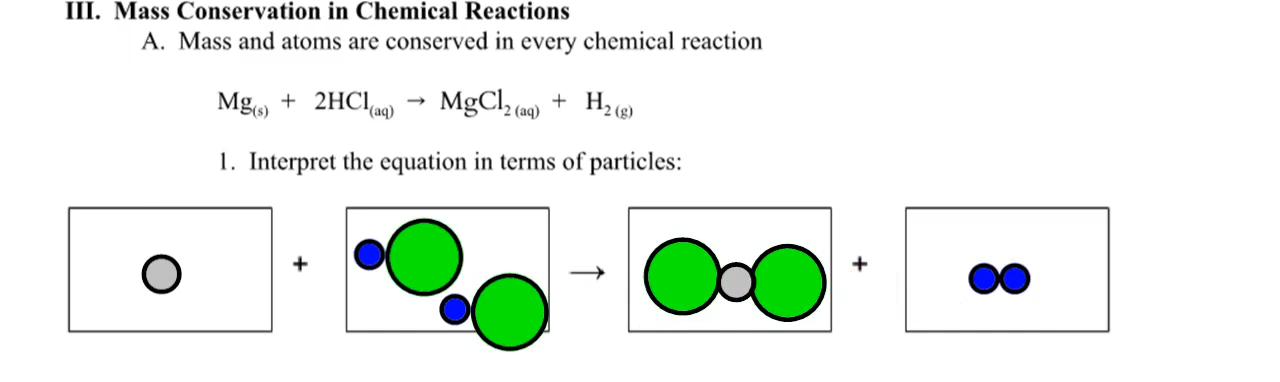 III. Mass Conservation in Chemical Reactions
A. Mass and atoms are conserved in every chemical reaction
Mg(s) + 2HCl(aq) → MgCl₂ (aq) + H₂ (g)
1. Interpret the equation in terms of particles:
+ → +